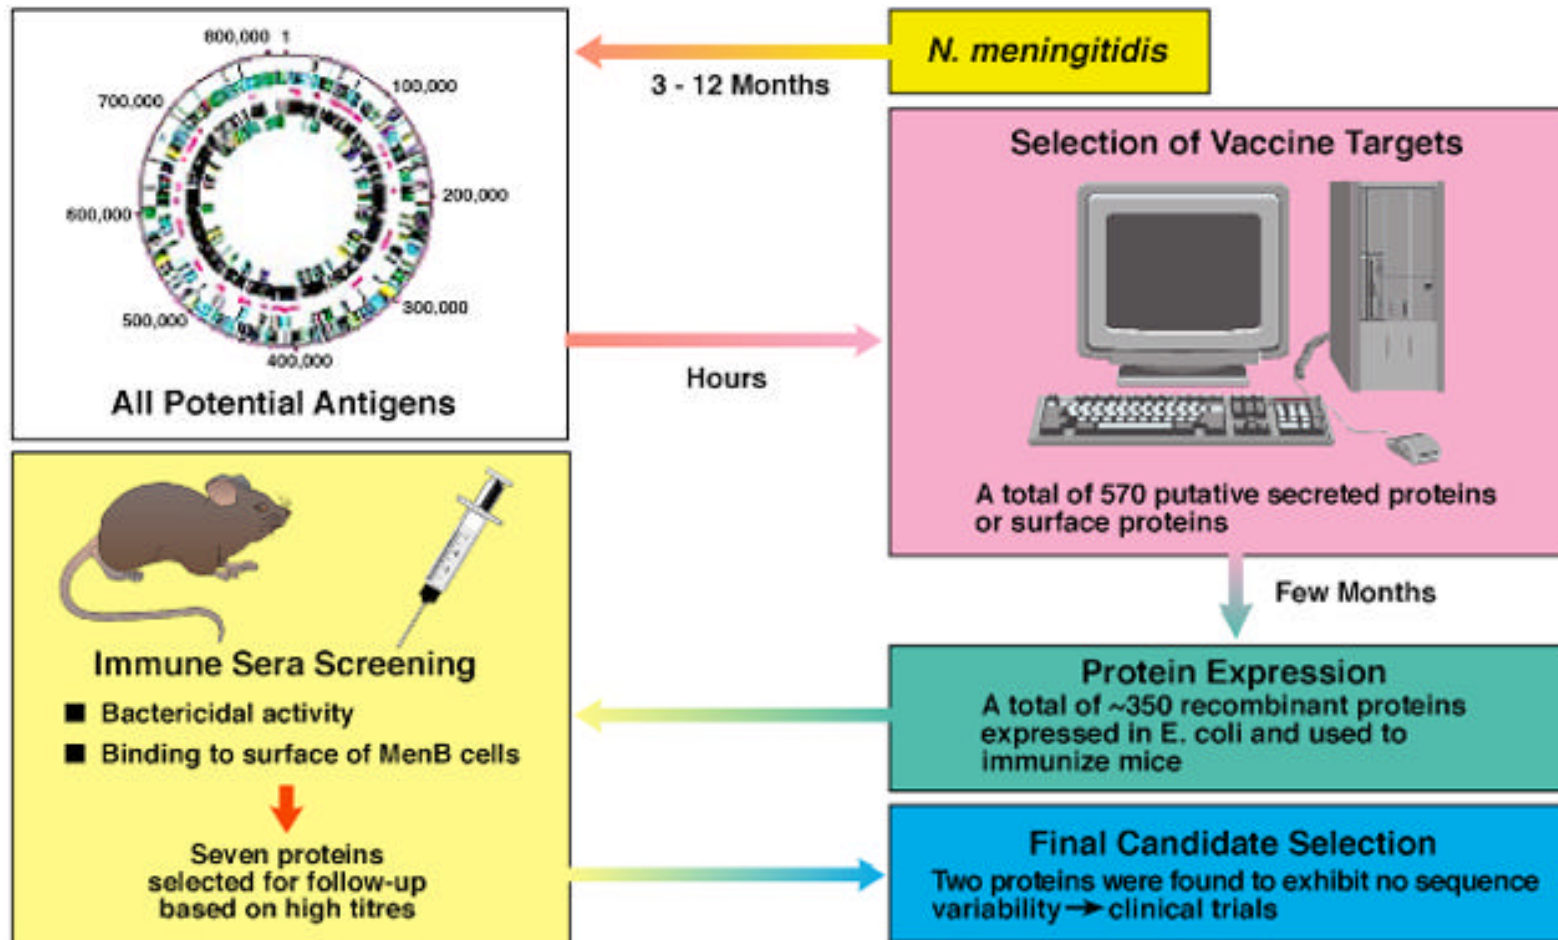 N. meningitidis
3 - 12 Months
800,000 1
100,000
200,000
300,000
400,000
500,000
600,000
700,000
All Potential Antigens
Hours
Selection of Vaccine Targets
A total of 570 putative secreted proteins
or surface proteins
Few Months
Protein Expression
A total of ~350 recombinant proteins
expressed in E. coli and used to
immunize mice
Immune Sera Screening
■ Bactericidal activity
■ Binding to surface of MenB cells
Seven proteins
selected for follow-up
based on high titres
Final Candidate Selection
Two proteins were found to exhibit no sequence
variability → clinical trials